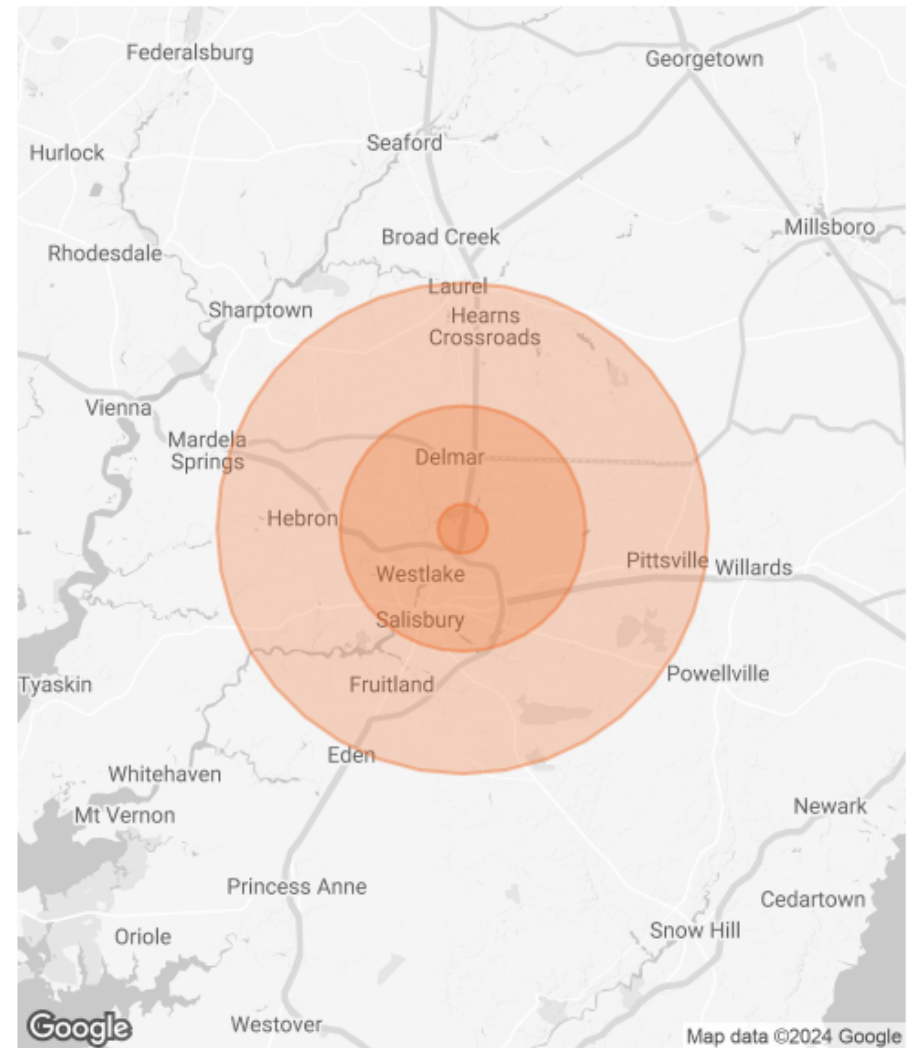 Federalsburg
Georgetown
Seaford
Hurlock
Millsboro
Broad Creek
Rhodesdale
Laurel
Sharptown
Hearns
Crossroads
Vienna
Mardela
Springs
Delmar
Hebron
Pittsville
Willards
Westlake
Salisbury
Powellville
Tyaskin
Fruitland
Eden
Whitehaven
Newark
Mt Vernon
Princess Anne
Cedartown
Snow Hill
Oriole
Westover
Google
Map data ©2024 Google